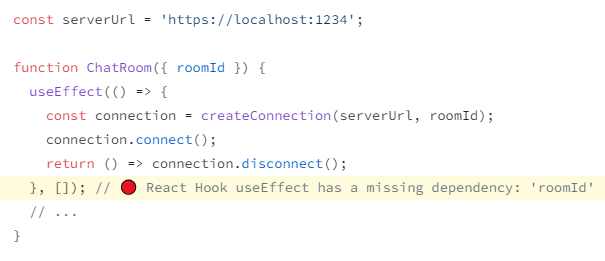 const serverUrl = 'https://localhost:1234';
function ChatRoom({ roomId }) {
useEffect(() => {
const connection = createConnection(serverUrl, roomId);
connection.connect();
return () => connection.disconnect();
}, []); // 🔴 React Hook useEffect has a missing dependency: 'roomId'
// ...
}